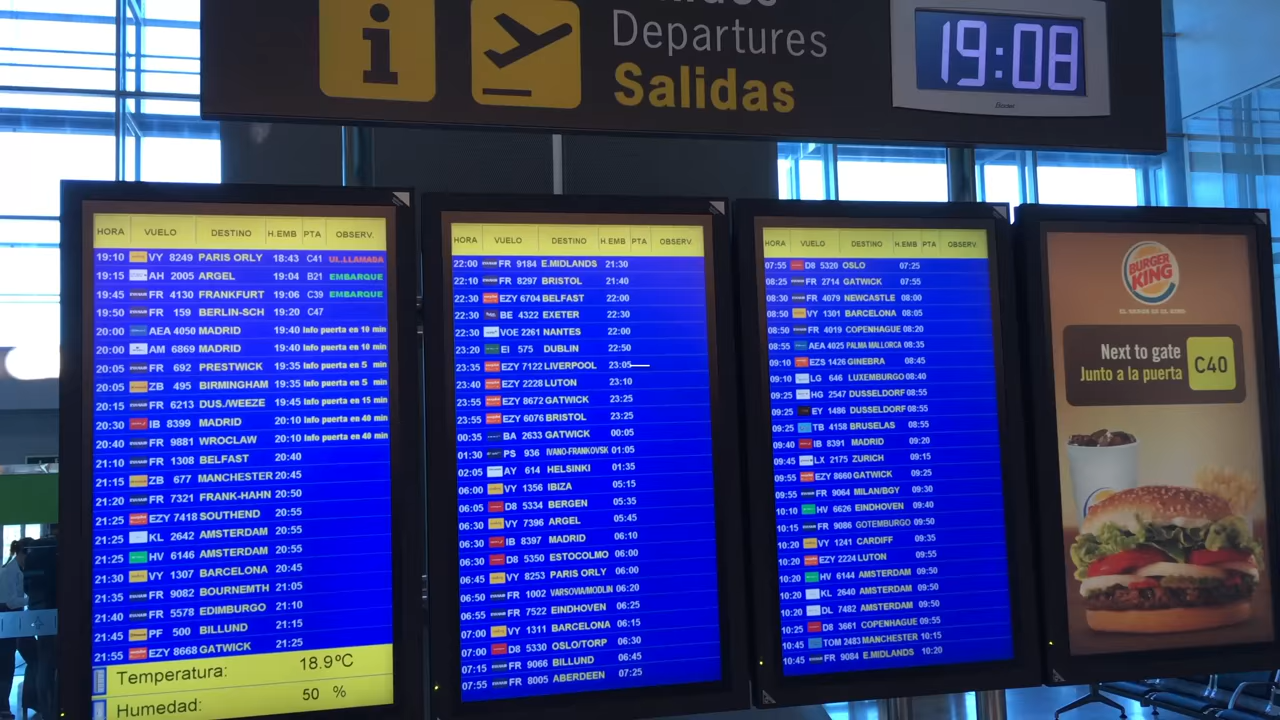 Departures
Salidas
19:08
HORA VUELO DESTINO H.EMB PTA OBSERV.
19:10 VY 8249 PARIS ORLY 18:43 C41 UL.LLAMADA
19:15 AH 2005 ARGEL 19:04 B21 EMBARQUE
19:45 FR 4130 FRANKFURT 19:06 C39 EMBARQUE
19:50 FR 159 BERLIN-SCH 19:20 C47
20:00 AEA 4050 MADRID 19:40 Info puerta en 10 min
20:00 AM 6869 MADRID 19:40 Info puerta en 10 min
20:05 FR 692 PRESTWICK 19:35 Info puerta en 5 min
20:05 ZB 495 BIRMINGHAM 19:35 Info puerta en 5 min
20:15 FR 6213 DUS./WEEZE 19:45 Info puerta en 15 min
20:30 IB 8399 MADRID 20:10 Info puerta en 40 min
20:40 FR 9881 WROCLAW 20:10 Info puerta en 40 min
21:10 FR 1308 BELFAST 20:40
21:15 ZB 677 MANCHESTER 20:45
21:20 FR 7321 FRANK-HAHN 20:50
21:25 EZY 7418 SOUTHEND 20:55
21:25 KL 2642 AMSTERDAM 20:55
21:25 HV 6146 AMSTERDAM 20:55
21:30 VY 1307 BARCELONA 20:45
21:35 FR 9082 BOURNEMTH 21:05
21:40 FR 5578 EDIMBURGO 21:10
21:45 PF 500 BILLUND 21:15
21:55 EZY 8668 GATWICK 21:25
Temperatura: 18.9ºC
Humedad: 50 %
HORA VUELO DESTINO H.EMB PTA OBSERV.
22:00 FR 9184 E.MIDLANDS 21:30
22:10 FR 8297 BRISTOL 21:40
22:30 EZY 6704 BELFAST 22:00
22:30 BE 4322 EXETER 22:30
22:30 VOE 2261 NANTES 22:00
23:20 EI 575 DUBLIN 22:50
23:35 EZY 7122 LIVERPOOL 23:05
23:40 EZY 2228 LUTON 23:10
23:55 EZY 8672 GATWICK 23:25
23:55 EZY 6076 BRISTOL 23:25
00:35 BA 2633 GATWICK 00:05
01:30 PS 936 IVANO-FRANKOVSK 01:05
02:05 AY 614 HELSINKI 01:35
06:00 VY 1356 IBIZA 05:15
06:05 D8 5334 BERGEN 05:35
06:30 VY 7396 ARGEL 05:45
06:30 IB 8397 MADRID 06:10
06:30 D8 5350 ESTOCOLMO 06:00
06:45 VY 8253 PARIS ORLY 06:00
06:50 FR 1002 VARSOVIA/MODLIN 06:20
06:55 FR 7522 EINDHOVEN 06:25
07:00 VY 1311 BARCELONA 06:15
07:00 D8 5330 OSLO/TORP 06:30
07:15 FR 9066 BILLUND 06:45
07:55 FR 8005 ABERDEEN 07:25
HORA VUELO DESTINO H.EMB PTA OBSERV.
07:55 D8 5320 OSLO 07:25
08:25 FR 2714 GATWICK 07:55
08:30 FR 4079 NEWCASTLE 08:00
08:50 VY 1301 BARCELONA 08:05
08:50 FR 4019 COPENHAGUE 08:20
08:55 AEA 4025 PALMA MALLORCA 08:35
09:10 EZS 1426 GINEBRA 08:45
09:10 LG 646 LUXEMBURGO 08:40
09:25 HG 2547 DUSSELDORF 08:55
09:25 EY 1486 DUSSELDORF 08:55
09:25 TB 4158 BRUSELAS 08:55
09:40 IB 8391 MADRID 09:20
09:45 LX 2175 ZURICH 09:15
09:55 EZY 8660 GATWICK 09:25
09:55 FR 9064 MILAN/BGY 09:30
10:10 HV 6626 EINDHOVEN 09:40
10:15 FR 9086 GOTEMBURGO 09:50
10:20 VY 1241 CARDIFF 09:35
10:20 EZY 2224 LUTON 09:55
10:20 HV 6144 AMSTERDAM 09:50
10:20 KL 2640 AMSTERDAM 09:50
10:20 DL 7482 AMSTERDAM 09:50
10:25 D8 3661 COPENHAGUE 09:55
10:45 TOM 2483 MANCHESTER 10:15
10:45 FR 9084 E.MIDLANDS 10:20
BURGER
KING
Next to gate
Junto a la puerta
C40